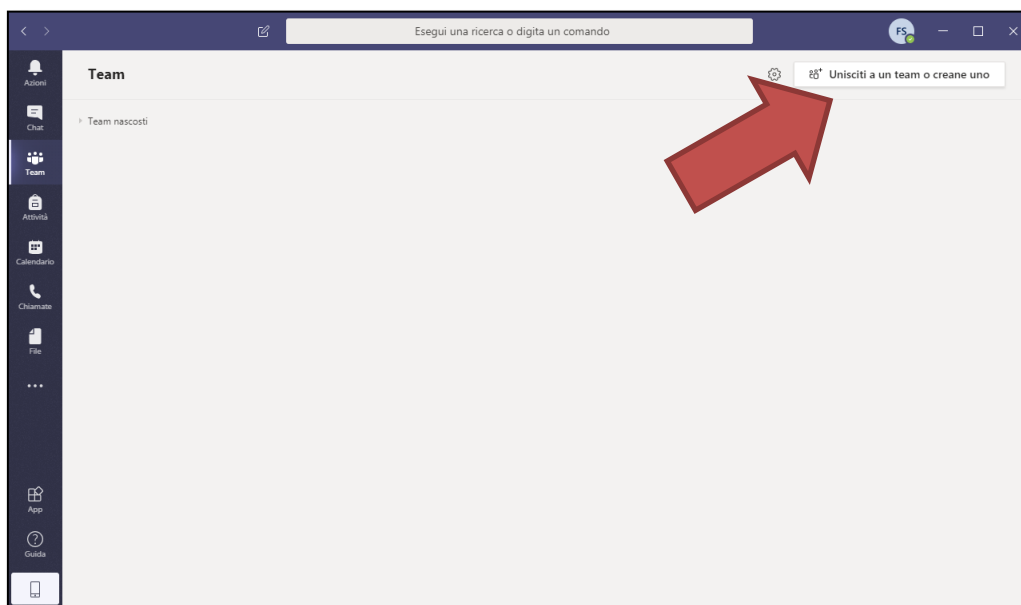 Esegui una ricerca o digita un comando
FS
Azioni
Team
Unisciti a un team o creane uno
Chat
Team nascosti
Team
Attività
Calendario
Chiamate
File
App
Guida